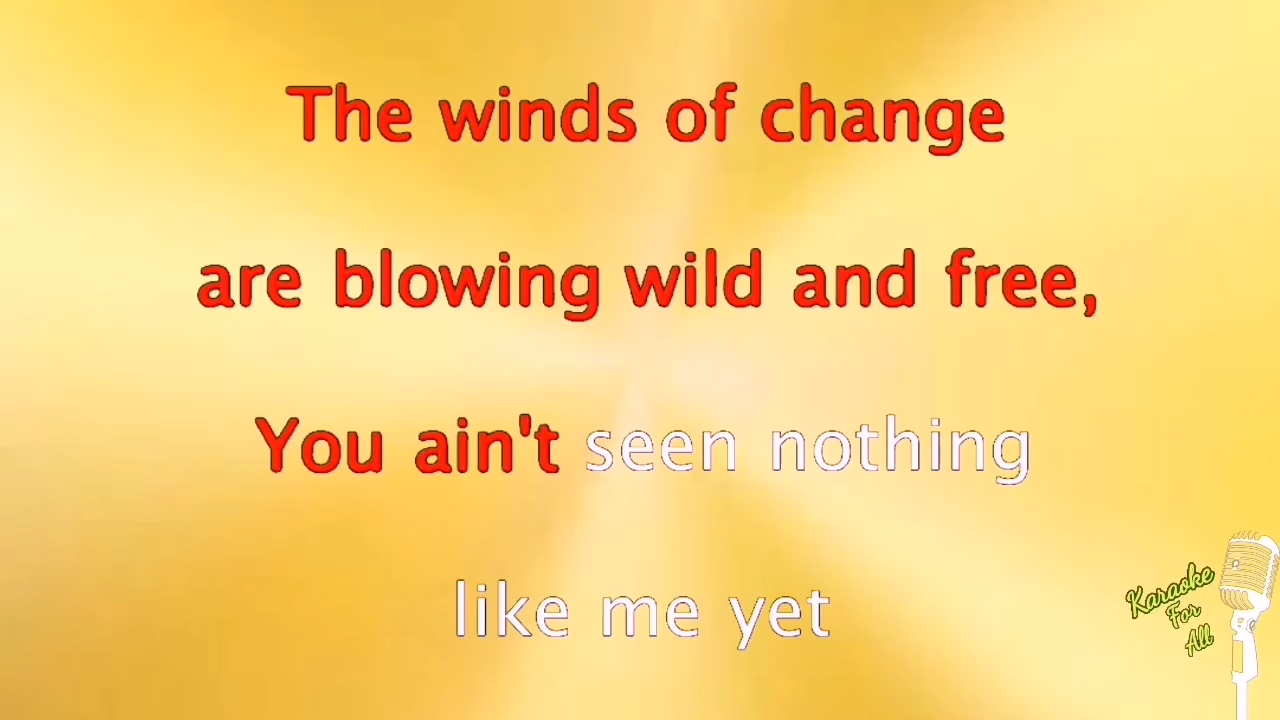 The winds of change
are blowing wild and free,
You ain't seen nothing
like me yet
Karaoke
For
All